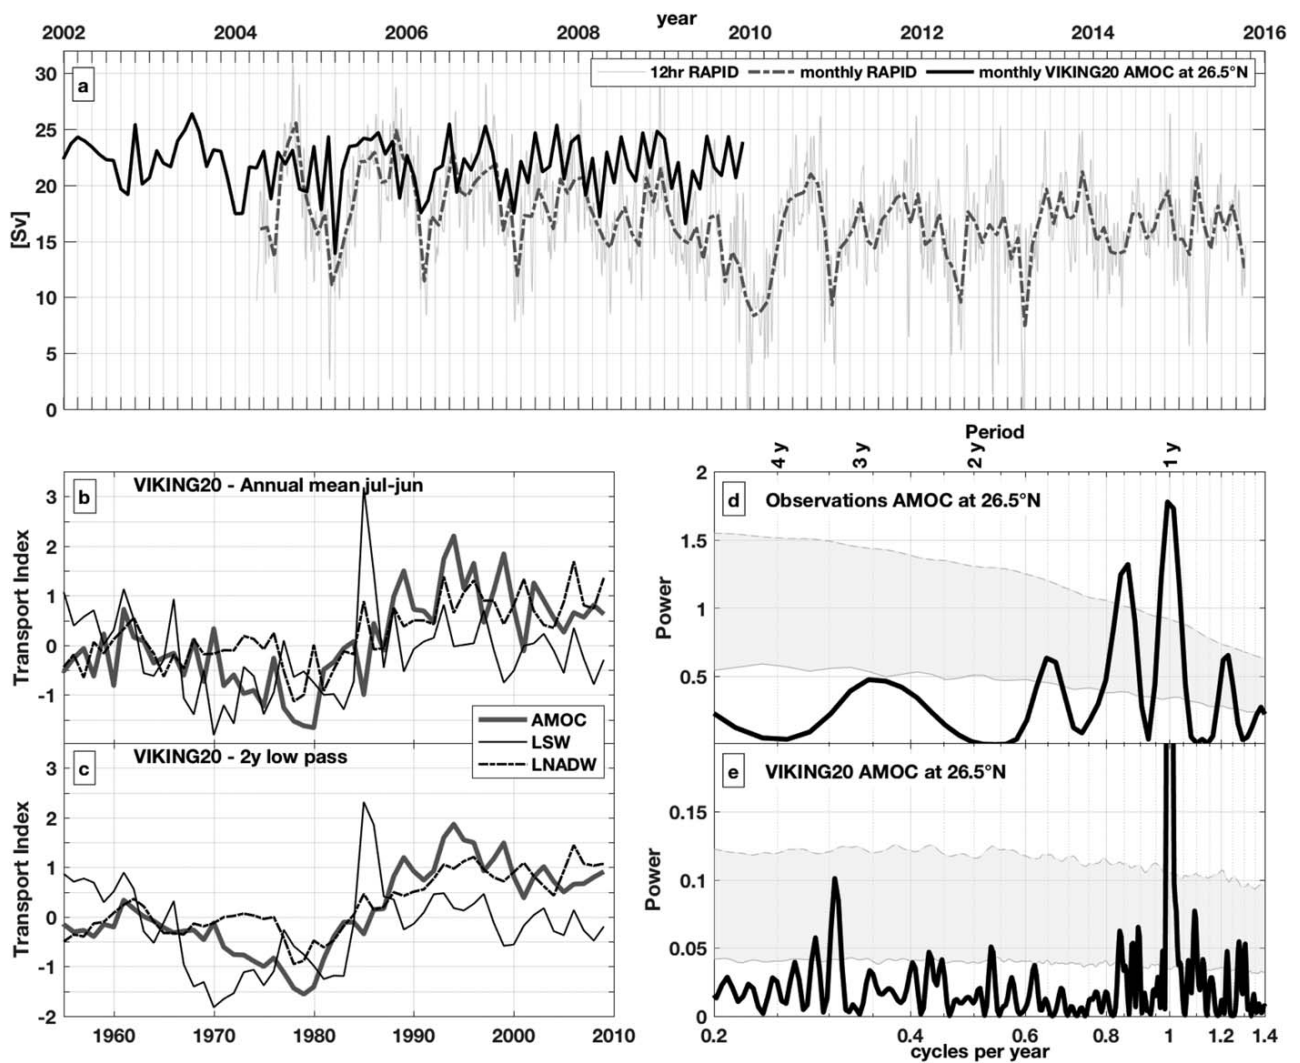 year
2002 2004 2006 2008 2010 2012 2014 2016
a
12hr RAPID monthly RAPID monthly VIKING20 AMOC at 26.5°N
30
25
20
15
10
5
0
[Sv]
b
VIKING20 - Annual mean jul-jun
3
2
1
0
-1
Transport Index
AMOC
LSW
LNADW
c
VIKING20 - 2y low pass
3
2
1
0
-1
-2
Transport Index
1960 1970 1980 1990 2000 2010
Period
4 y 3 y 2 y 1 y
d
Observations AMOC at 26.5°N
2
1.5
1
0.5
Power
e
VIKING20 AMOC at 26.5°N
0.15
0.1
0.05
0
Power
0.2 0.4 0.6 0.8 1 1.2 1.4
cycles per year